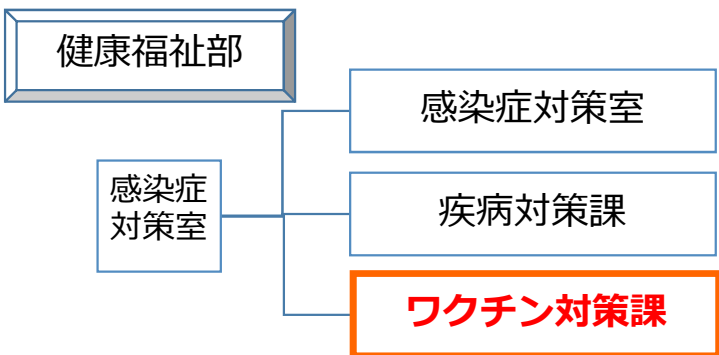 健康福祉部
感染症
対策室
感染症対策室
疾病対策課
ワクチン対策課